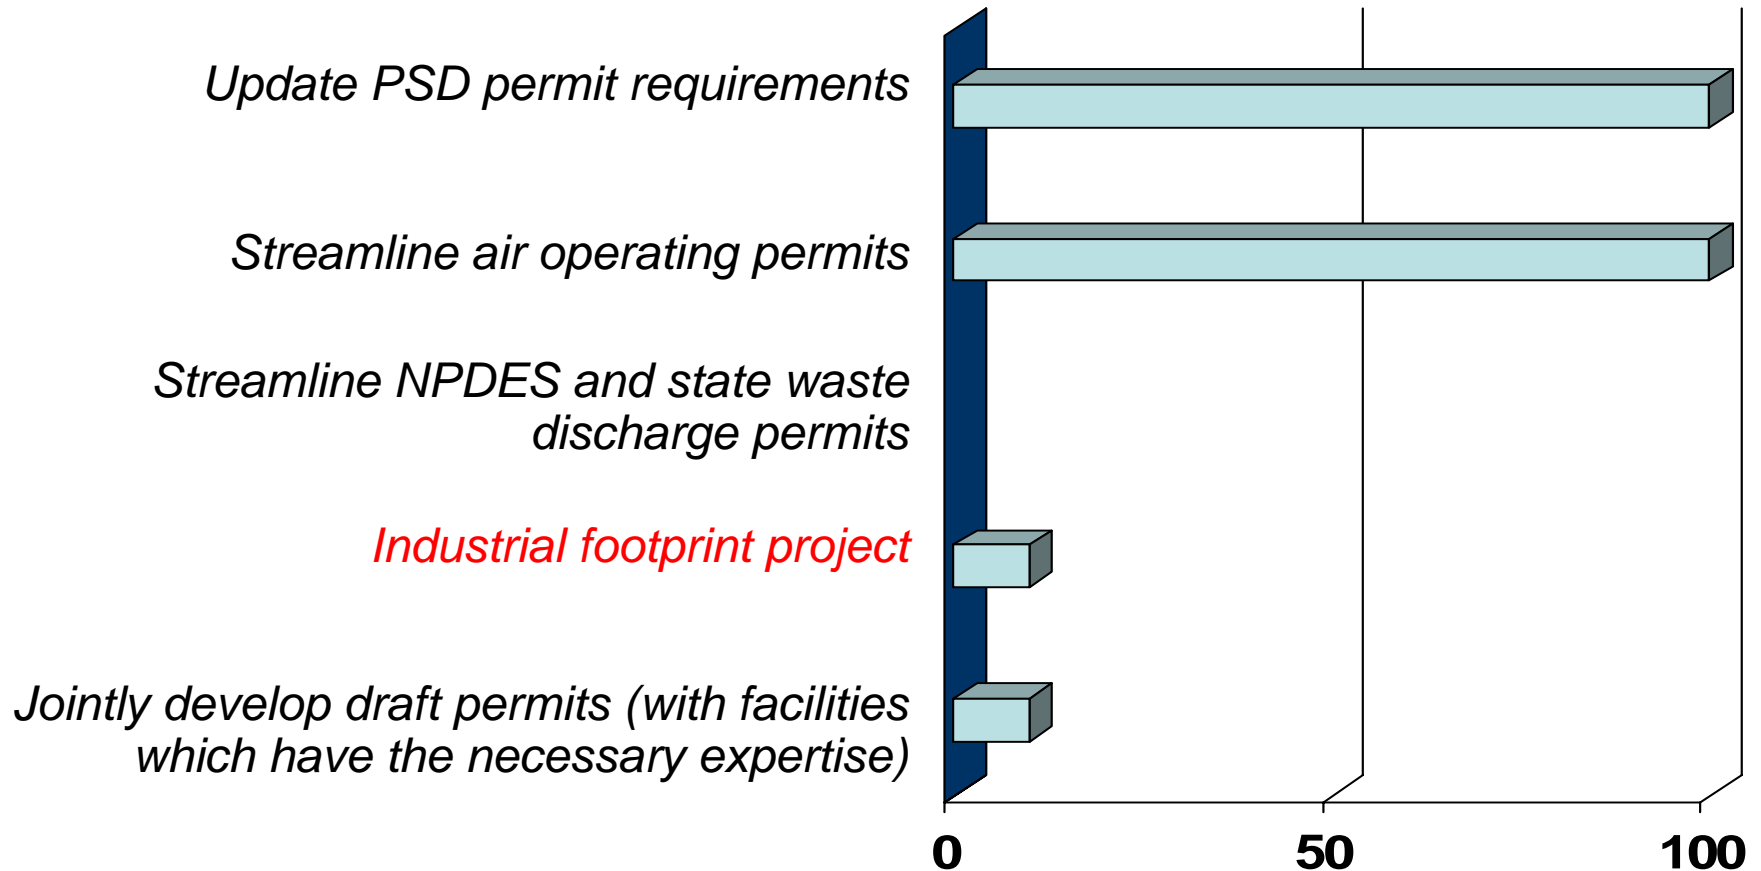 Update PSD permit requirements
Streamline air operating permits
Streamline NPDES and state waste
discharge permits
Industrial footprint project
Jointly develop draft permits (with facilities
which have the necessary expertise)
0 50 100